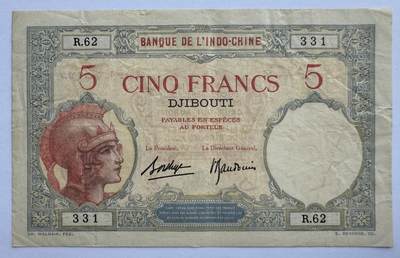 R.62 BANQUE DE L'INDO-CHINE 331
5 CINQ FRANCS 5
DJIBOUTI
PAYABLES EN ESPÈCES
AU PORTEUR
Le Président, Le Directeur Général,
331 R.62